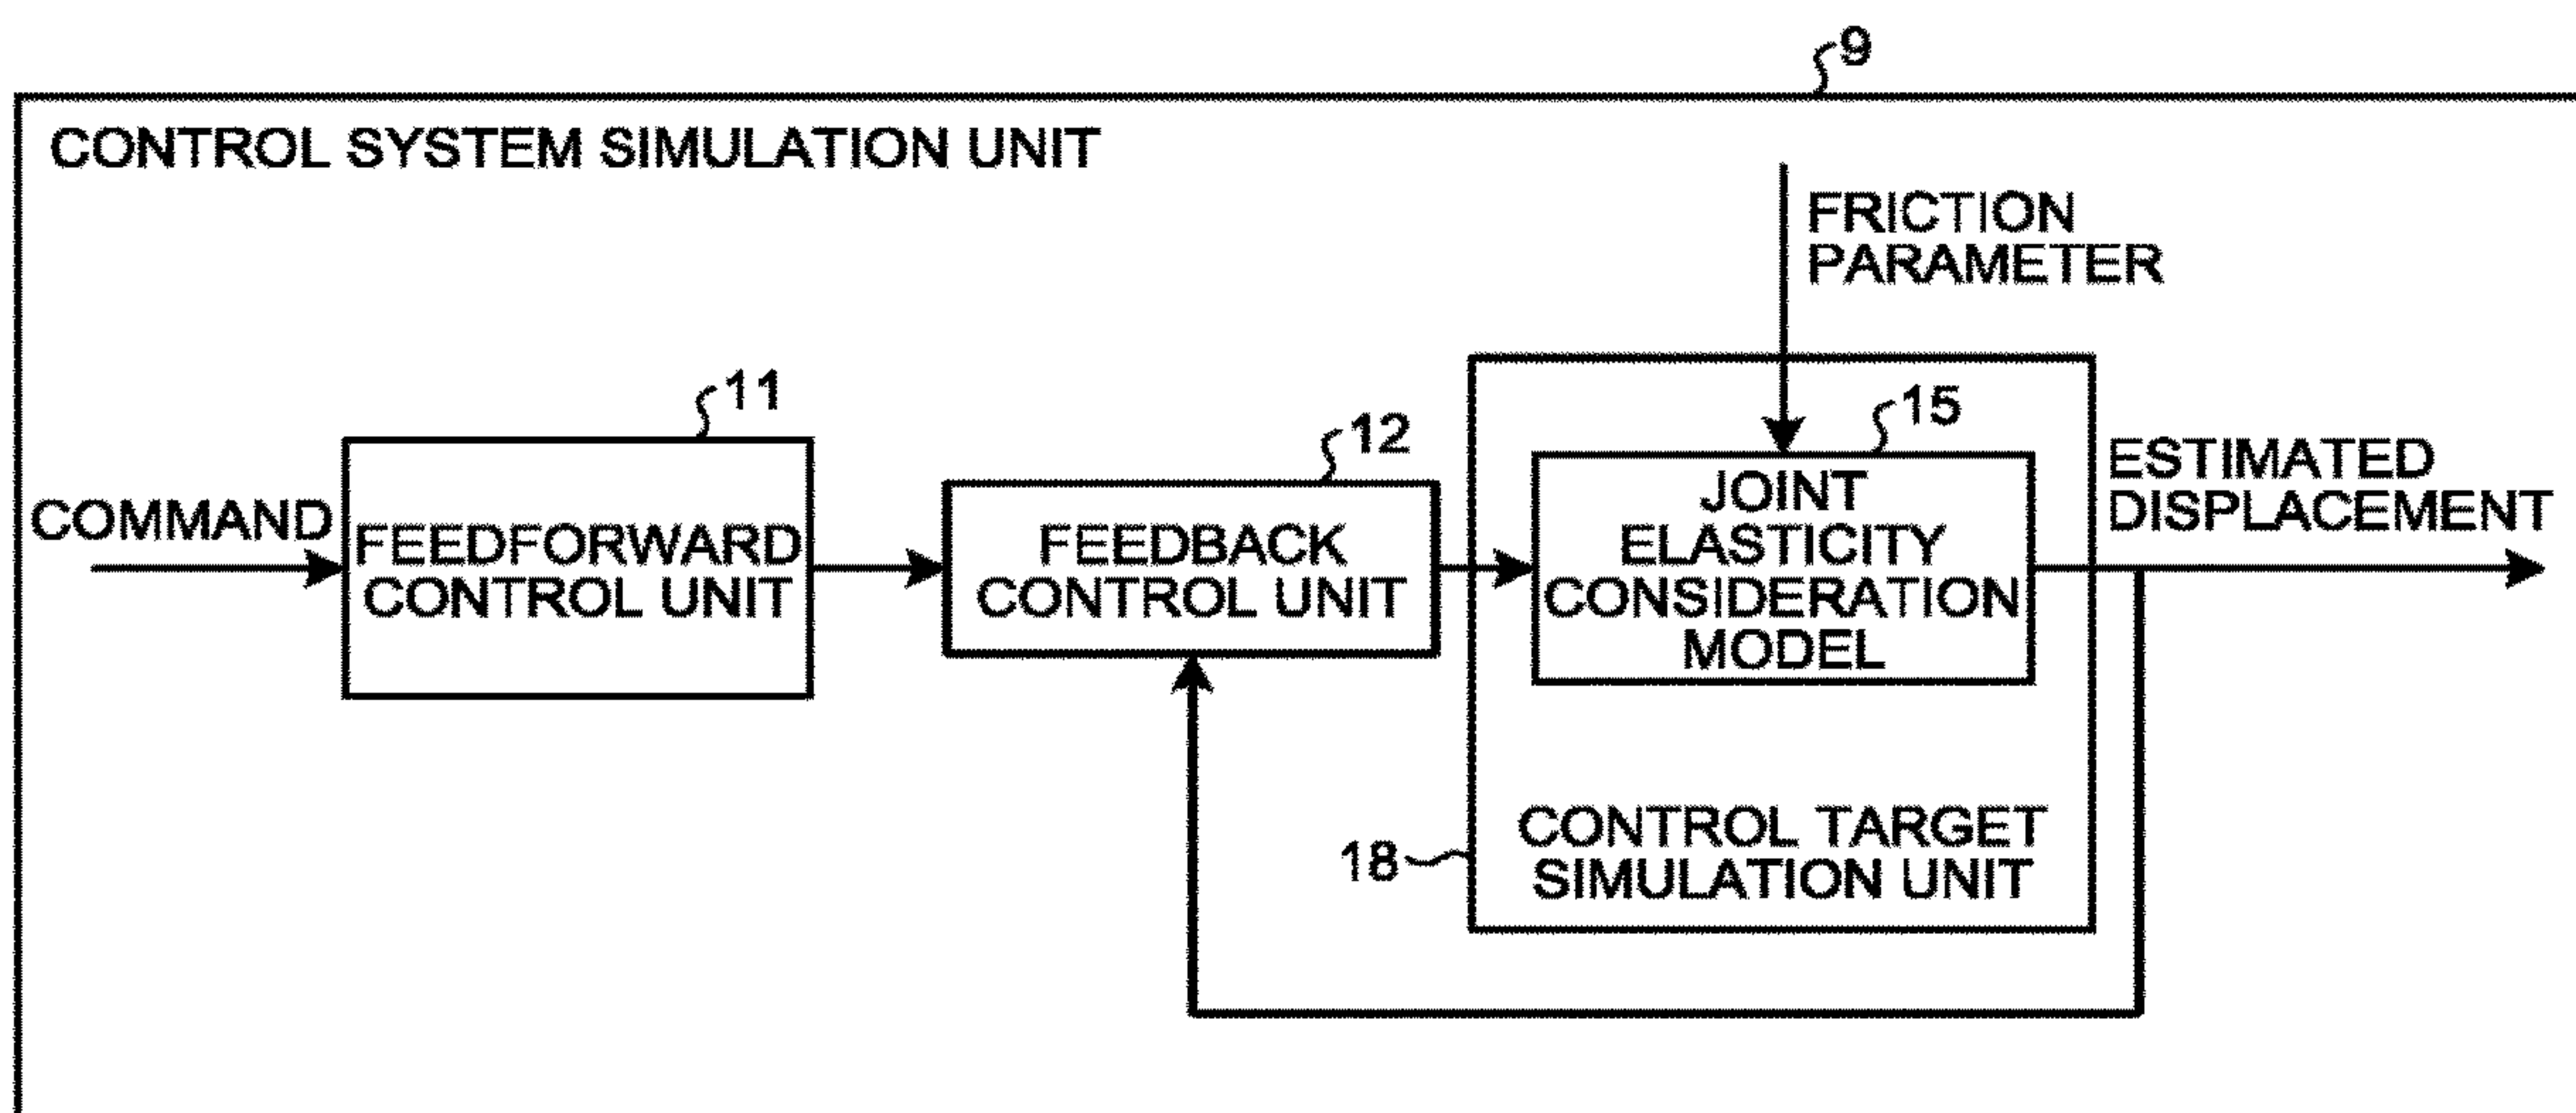 9
CONTROL SYSTEM SIMULATION UNIT
FRICTION
PARAMETER
11
12
15
COMMAND
FEEDFORWARD
CONTROL UNIT
FEEDBACK
CONTROL UNIT
JOINT
ELASTICITY
CONSIDERATION
MODEL
ESTIMATED
DISPLACEMENT
18
CONTROL TARGET
SIMULATION UNIT